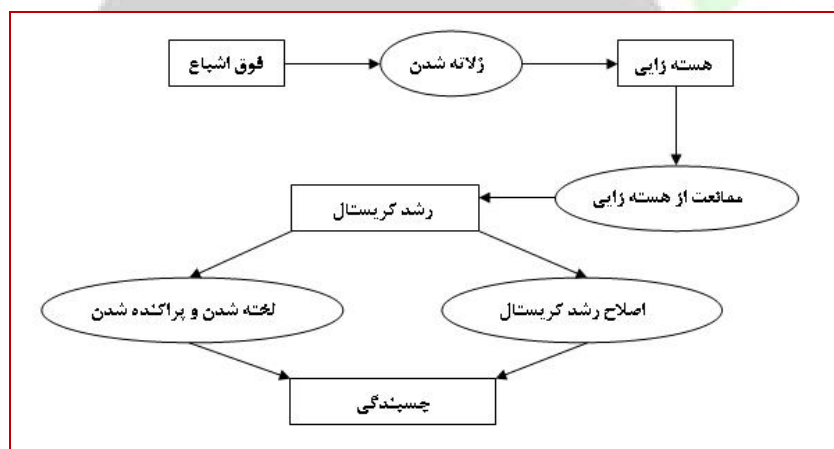 فوق اشباع
ژلاته شدن
هسته زایی
ممانعت از هسته زایی
رشد کریستال
لخته شدن و پراکنده شدن
اصلاح رشد کریستال
چسبندگی